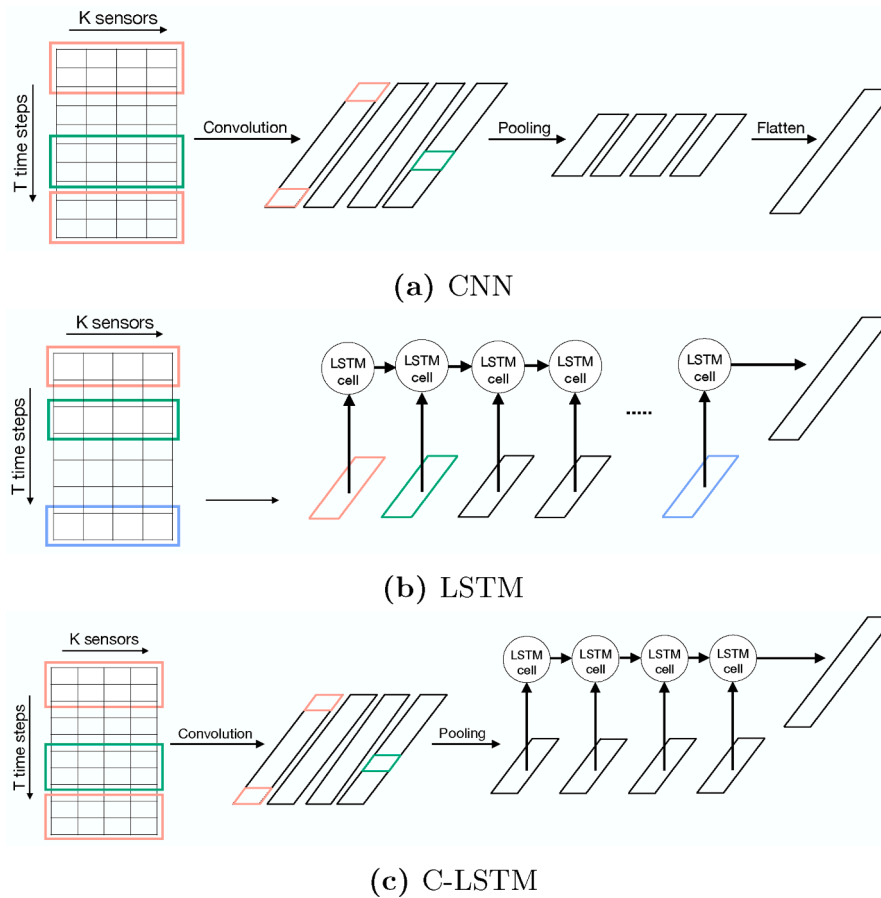 K sensors
T time steps
Convolution
Pooling
Flatten
(a) CNN
K sensors
T time steps
LSTM
cell
LSTM
cell
LSTM
cell
LSTM
cell
.....
LSTM
cell
(b) LSTM
K sensors
T time steps
Convolution
Pooling
LSTM
cell
LSTM
cell
LSTM
cell
LSTM
cell
(c) C-LSTM